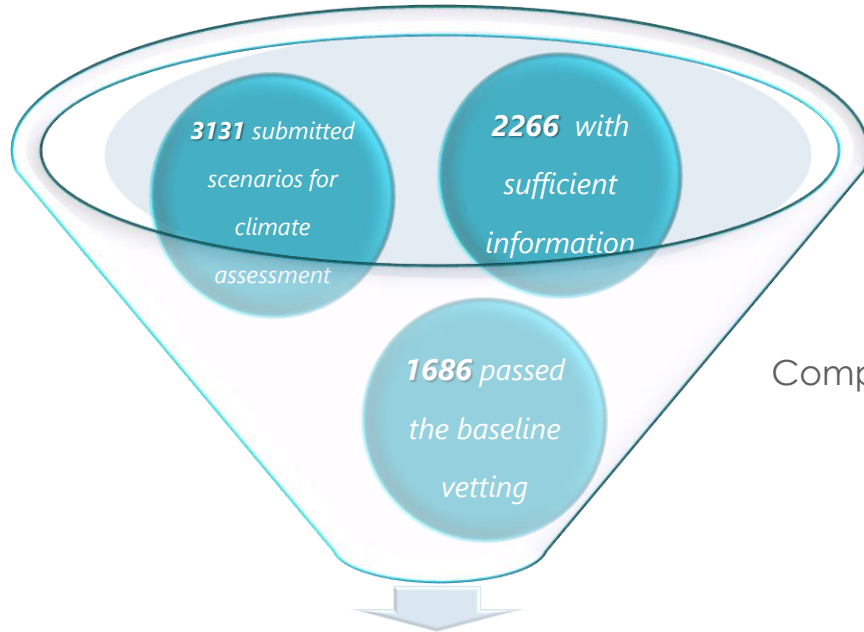 3131 submitted
scenarios for
climate
assessment
2266 with
sufficient
information
1686 passed
the baseline
vetting
Comp